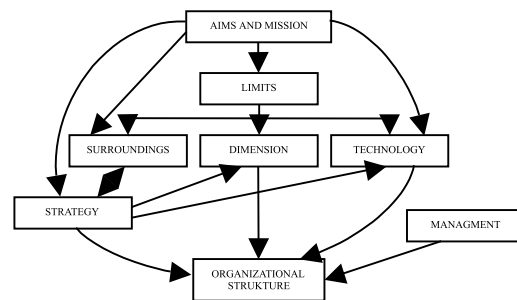 AIMS AND MISSION
LIMITS
SURROUNDINGS
DIMENSION
TECHNOLOGY
STRATEGY
MANAGMENT
ORGANIZATIONAL
STRUKTURE